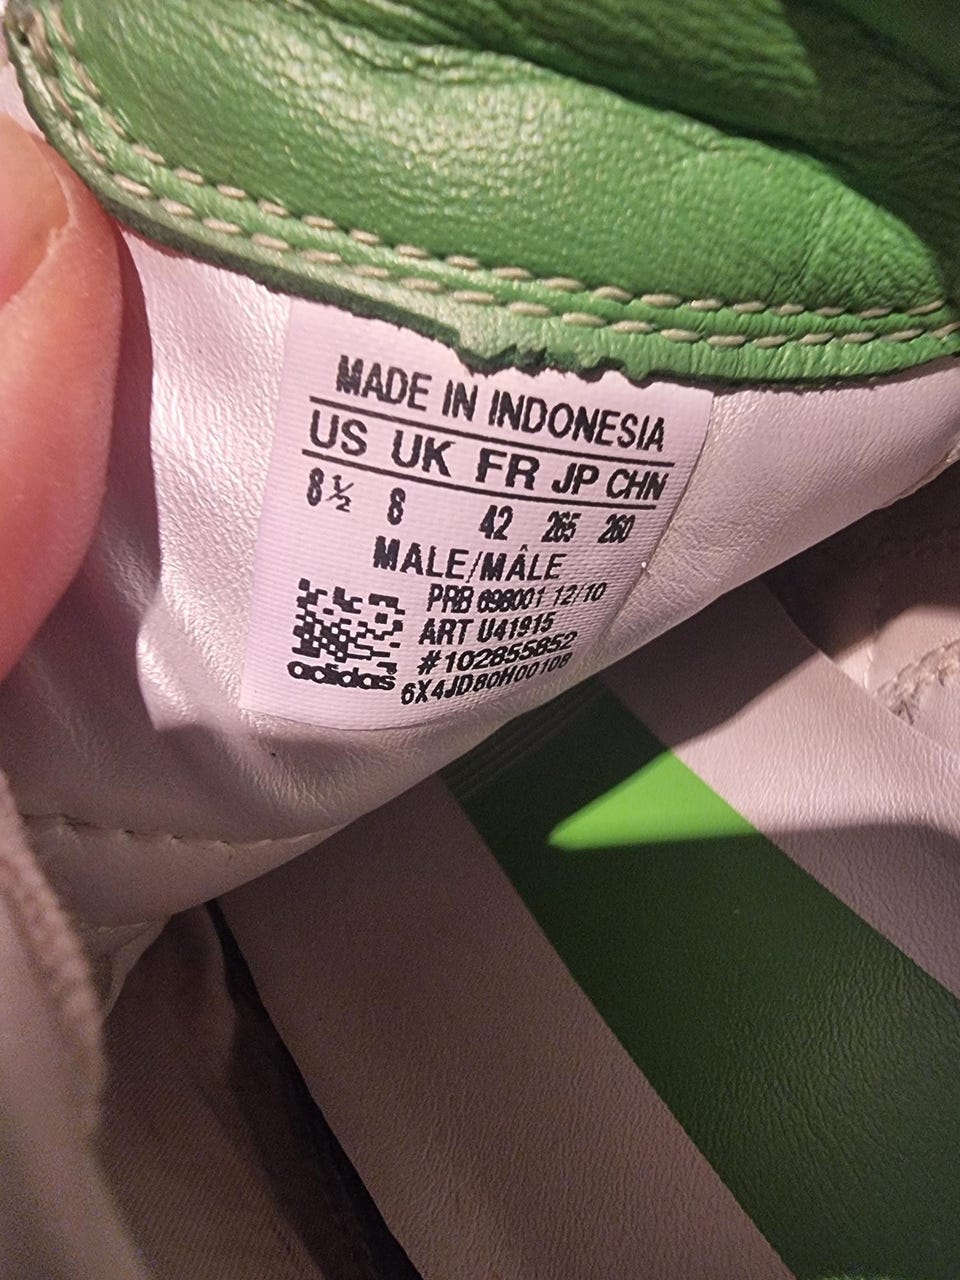 MADE IN INDONESIA
US UK FR JP CHN
8½ 8 42 265 260
MALE/MÂLE
PRB 698001 12/10
ART U41915
#102855852
adidas 6X4JD80H00108